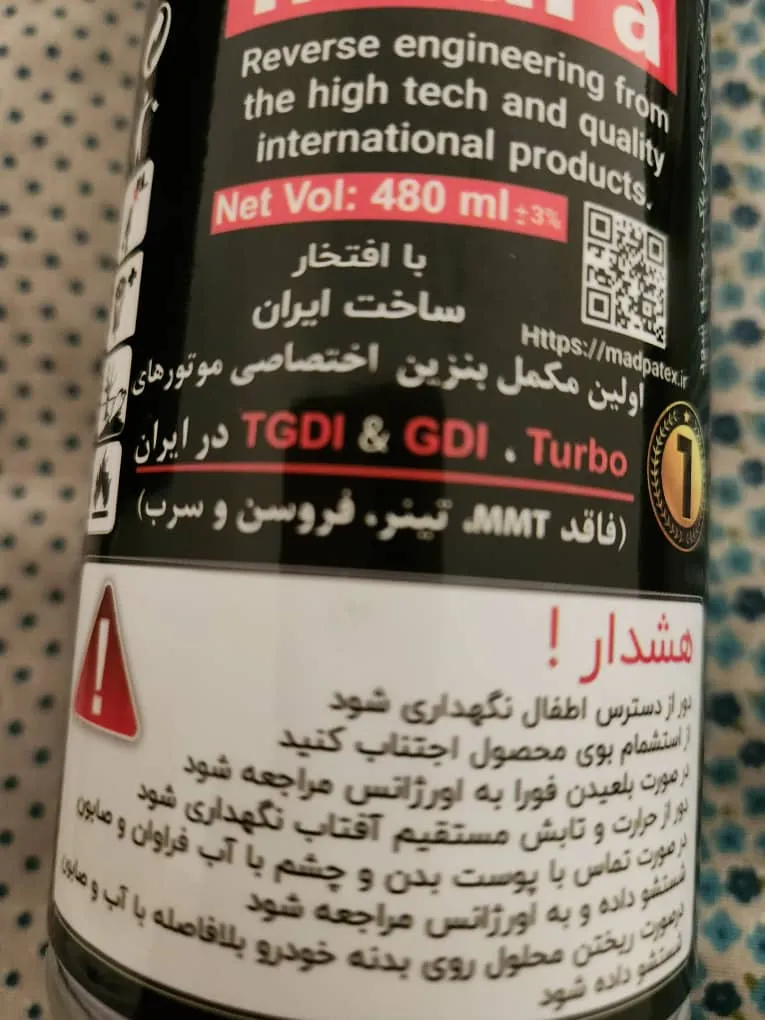 Reverse engineering from
the high tech and quality
international products.
Net Vol: 480 ml ±3%
با افتخار
ساخت ایران
Https://madpatex.ir
اولین مکمل بنزین اختصاصی موتورهای
TGDI & GDI ، Turbo در ایران
1
(فاقد MMT، تینر، فروسن و سرب)
هشدار !
دور از دسترس اطفال نگهداری شود
از استشمام بوی محصول اجتناب کنید
در صورت بلعیدن فورا به اورژانس مراجعه شود
دور از حرارت و تابش مستقیم آفتاب نگهداری شود
در صورت تماس با پوست بدن و چشم با آب فراوان و صابون
شستشو داده و به اورژانس مراجعه شود
درصورت ریختن محلول روی بدنه خودرو بلافاصله با آب و صابون
شستشو داده شود